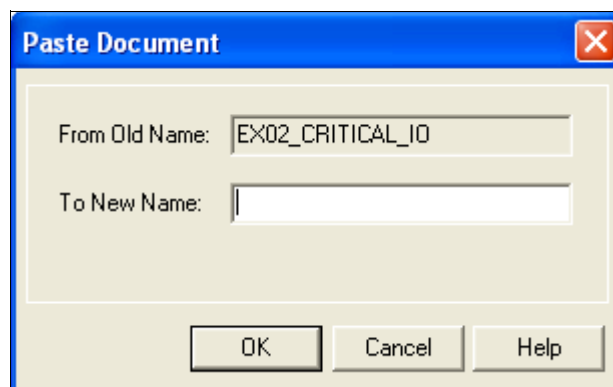 Paste Document
From Old Name: EX02_CRITICAL_IO
To New Name:
OK Cancel Help